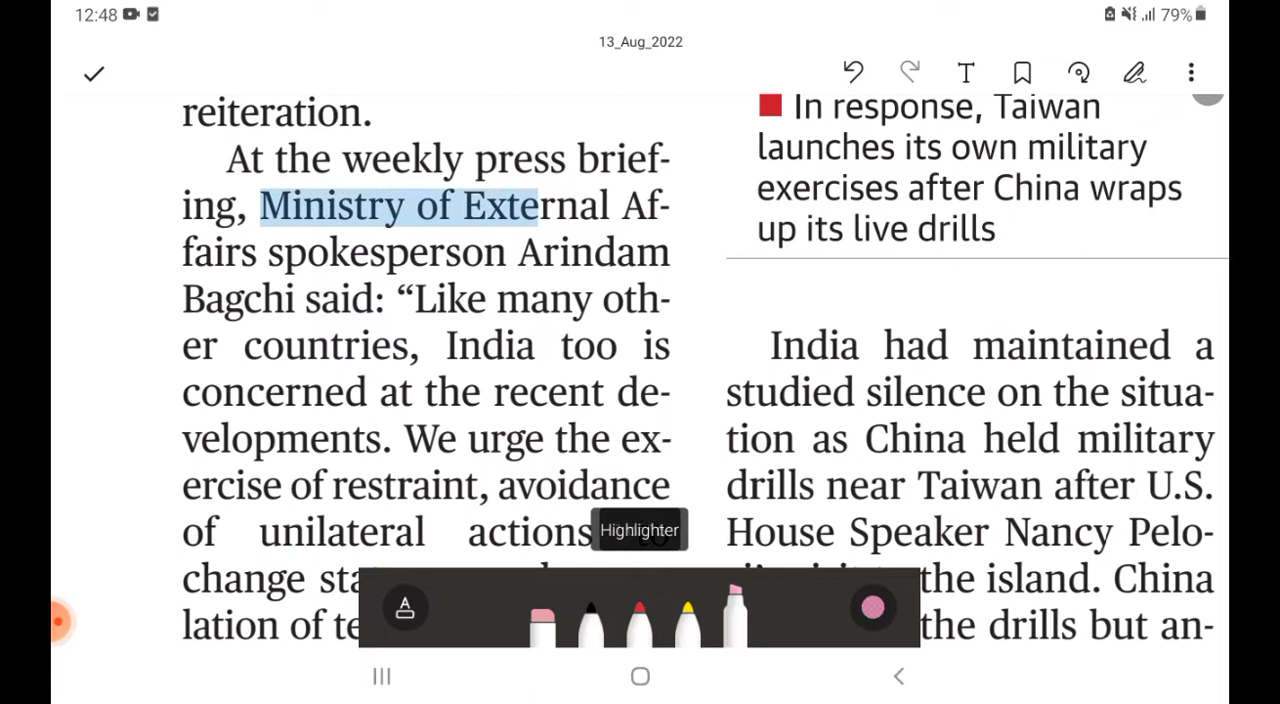 12:48
79%
13_Aug_2022
T
reiteration.
At the weekly press brief-
ing, Ministry of External Af-
fairs spokesperson Arindam
Bagchi said: “Like many oth-
er countries, India too is
concerned at the recent de-
velopments. We urge the ex-
ercise of restraint, avoidance
of unilateral actions
change
lation of
In response, Taiwan
launches its own military
exercises after China wraps
up its live drills
India had maintained a
studied silence on the situa-
tion as China held military
drills near Taiwan after U.S.
House Speaker Nancy Pelo-
the island. China
the drills but an-
Highlighter
A